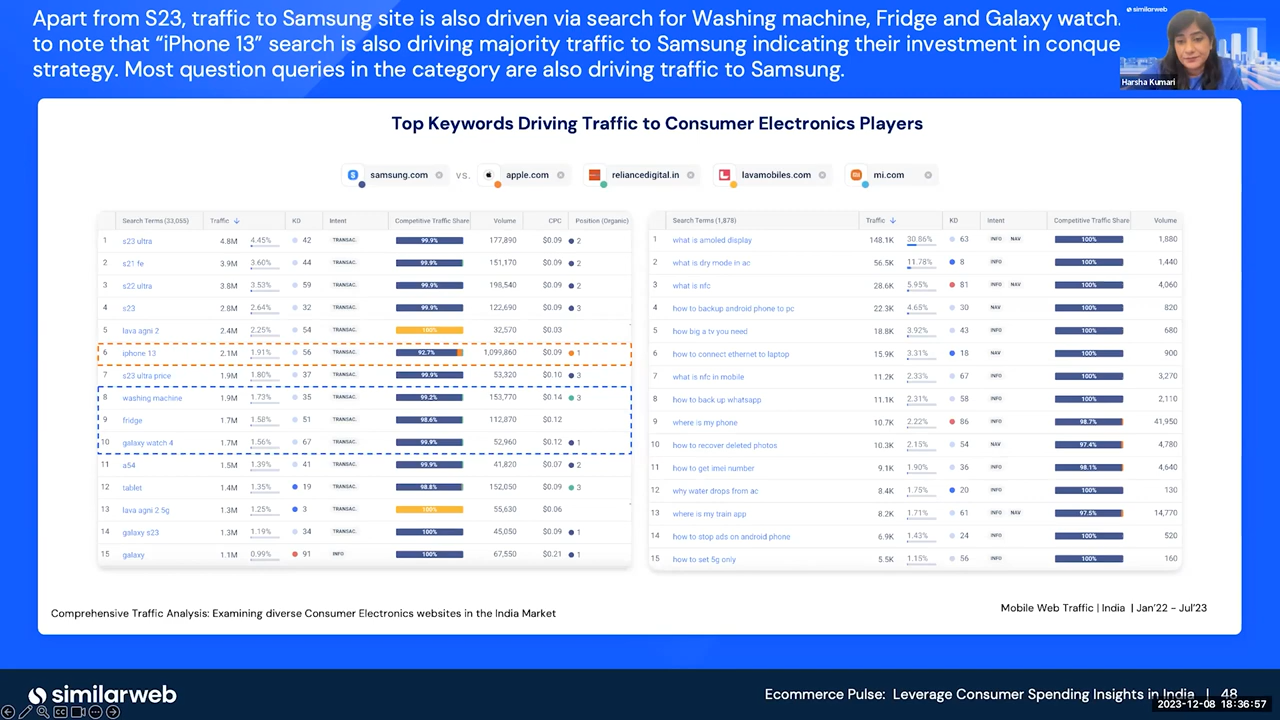 Apart from S23, traffic to Samsung site is also driven via search for Washing machine, Fridge and Galaxy watch.
to note that “iPhone 13” search is also driving majority traffic to Samsung indicating their investment in conque
strategy. Most question queries in the category are also driving traffic to Samsung.
similarweb
Harsha Kumari
Top Keywords Driving Traffic to Consumer Electronics Players
samsung.com vs. apple.com reliancedigital.in lavamobiles.com mi.com
Search Terms (33,055) Traffic KD Intent Competitive Traffic Share Volume CPC Position (Organic)
1 s23 ultra 4.8M 4.45% 42 TRANSAC. 99.9% 177,890 $0.09 2
2 s21 fe 3.9M 3.60% 44 TRANSAC. 99.9% 151,170 $0.09 2
3 s22 ultra 3.8M 3.53% 59 TRANSAC. 99.9% 198,540 $0.09 2
4 s23 2.8M 2.64% 32 TRANSAC. 99.9% 122,690 $0.09 3
5 lava agni 2 2.4M 2.25% 54 TRANSAC. 100% 32,570 $0.03
6 iphone 13 2.1M 1.91% 56 TRANSAC. 92.7% 1,099,860 $0.09 1
7 s23 ultra price 1.9M 1.80% 37 TRANSAC. 99.9% 53,320 $0.10 3
8 washing machine 1.9M 1.73% 35 TRANSAC. 99.2% 153,770 $0.14 3
9 fridge 1.7M 1.58% 51 TRANSAC. 98.6% 112,870 $0.12
10 galaxy watch 4 1.7M 1.56% 67 TRANSAC. 99.9% 52,960 $0.12 1
11 a54 1.5M 1.39% 41 TRANSAC. 99.9% 41,820 $0.07 2
12 tablet 1.4M 1.35% 19 TRANSAC. 98.8% 152,050 $0.09 3
13 lava agni 2 5g 1.3M 1.25% 3 TRANSAC. 100% 55,630 $0.06
14 galaxy s23 1.3M 1.19% 34 TRANSAC. 100% 45,050 $0.09 1
15 galaxy 1.1M 0.99% 91 INFO 100% 67,550 $0.21 1
Search Terms (1,878) Traffic KD Intent Competitive Traffic Share Volume
1 what is amoled display 148.1K 30.86% 63 INFO NAV 100% 1,880
2 what is dry mode in ac 56.5K 11.78% 8 INFO 100% 1,440
3 what is nfc 28.6K 5.95% 81 INFO NAV 100% 4,060
4 how to backup android phone to pc 22.3K 4.65% 30 NAV 100% 820
5 how big a tv you need 18.8K 3.92% 43 INFO 100% 680
6 how to connect ethernet to laptop 15.9K 3.31% 18 NAV 100% 900
7 what is nfc in mobile 11.2K 2.33% 67 INFO 100% 3,270
8 how to back up whatsapp 11.1K 2.31% 58 INFO 100% 2,110
9 where is my phone 10.7K 2.22% 86 INFO 98.7% 41,950
10 how to recover deleted photos 10.3K 2.15% 54 NAV 97.4% 4,780
11 how to get imei number 9.1K 1.90% 36 INFO 98.1% 4,640
12 why water drops from ac 8.4K 1.75% 20 INFO 100% 130
13 where is my train app 8.2K 1.71% 61 INFO NAV 97.5% 14,770
14 how to stop ads on android phone 6.9K 1.43% 24 INFO 100% 520
15 how to set 5g only 5.5K 1.15% 56 INFO 100% 160
Comprehensive Traffic Analysis: Examining diverse Consumer Electronics websites in the India Market
Mobile Web Traffic | India | Jan’22 – Jul’23
similarweb
Ecommerce Pulse: Leverage Consumer Spending Insights in India | 48
2023-12-08 18:36:57